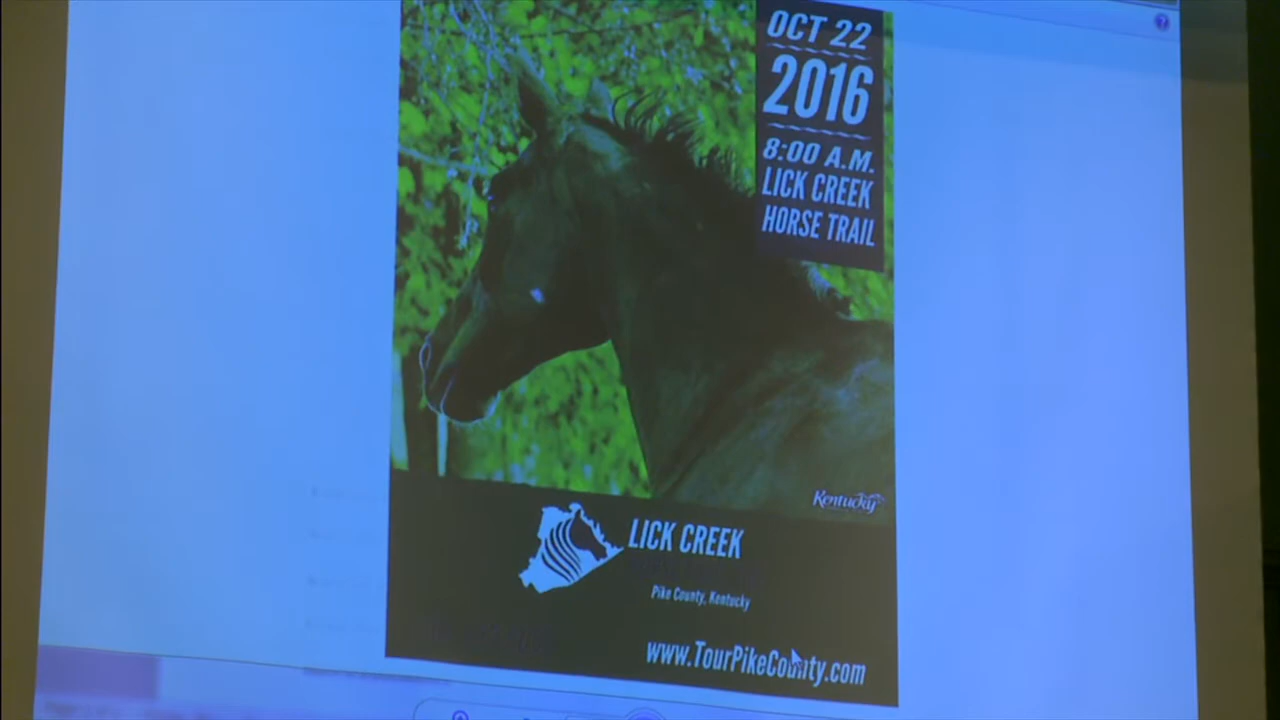 OCT 22
2016
8:00 A.M.
LICK CREEK
HORSE TRAIL
Kentucky
LICK CREEK
Pike County, Kentucky
www.TourPikeCounty.com
?